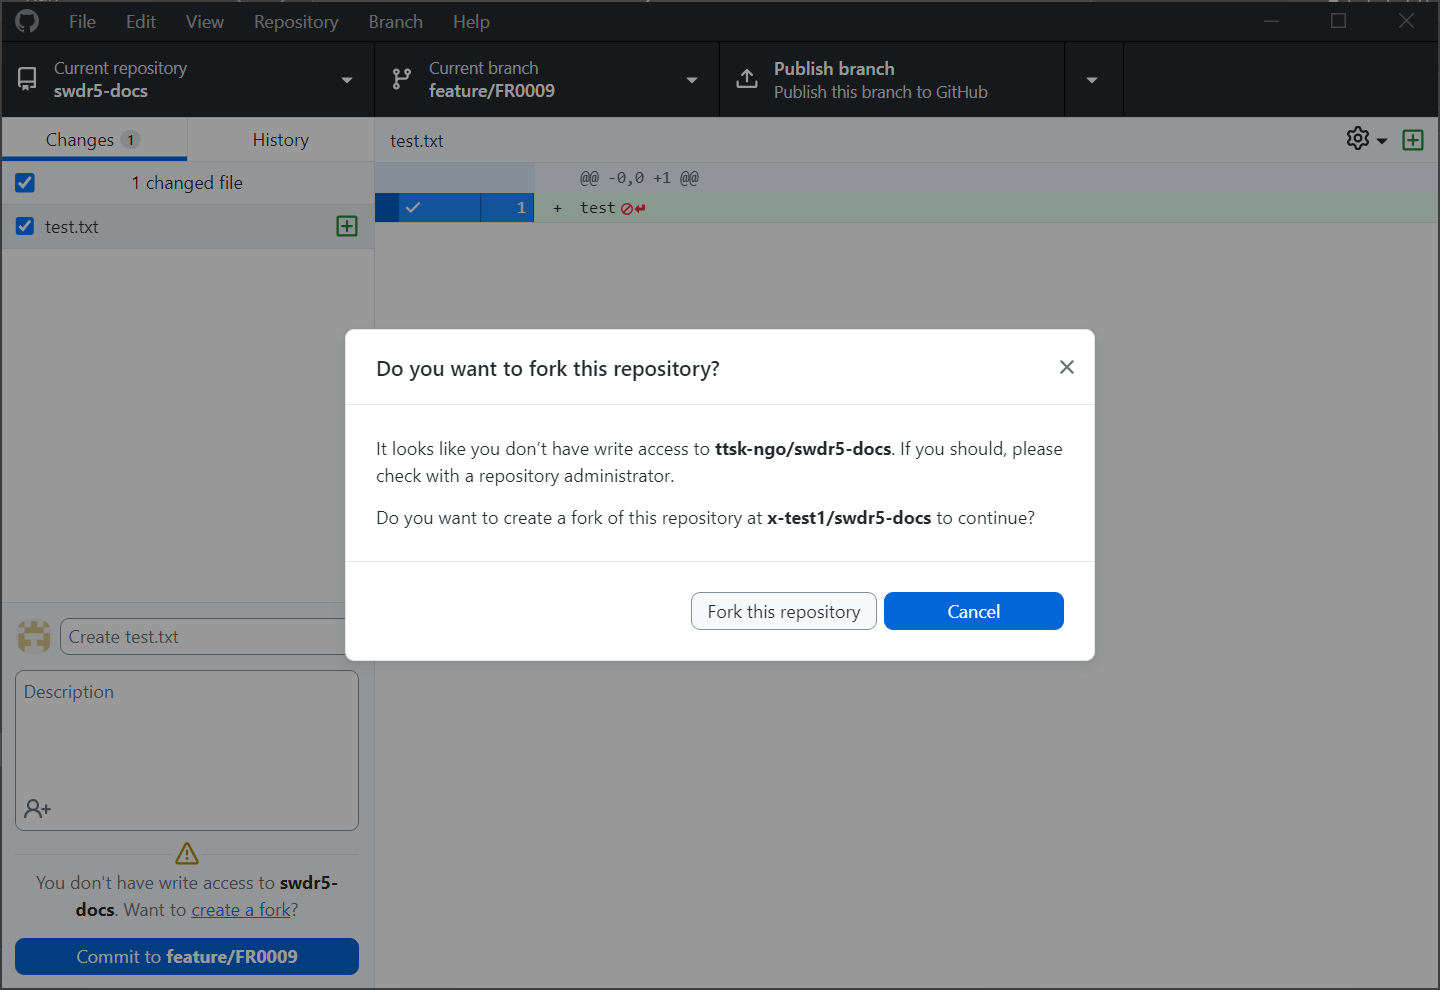 File Edit View Repository Branch Help
Current repository
swdr5-docs
Current branch
feature/FR0009
Publish branch
Publish this branch to GitHub
Changes 1
History
test.txt
1 changed file
@@ -0,0 +1 @@
1 + test
test.txt
Do you want to fork this repository?
It looks like you don’t have write access to ttsk-ngo/swdr5-docs. If you should, please
check with a repository administrator.
Do you want to create a fork of this repository at x-test1/swdr5-docs to continue?
Fork this repository
Cancel
Create test.txt
Description
You don't have write access to swdr5-
docs. Want to create a fork?
Commit to feature/FR0009